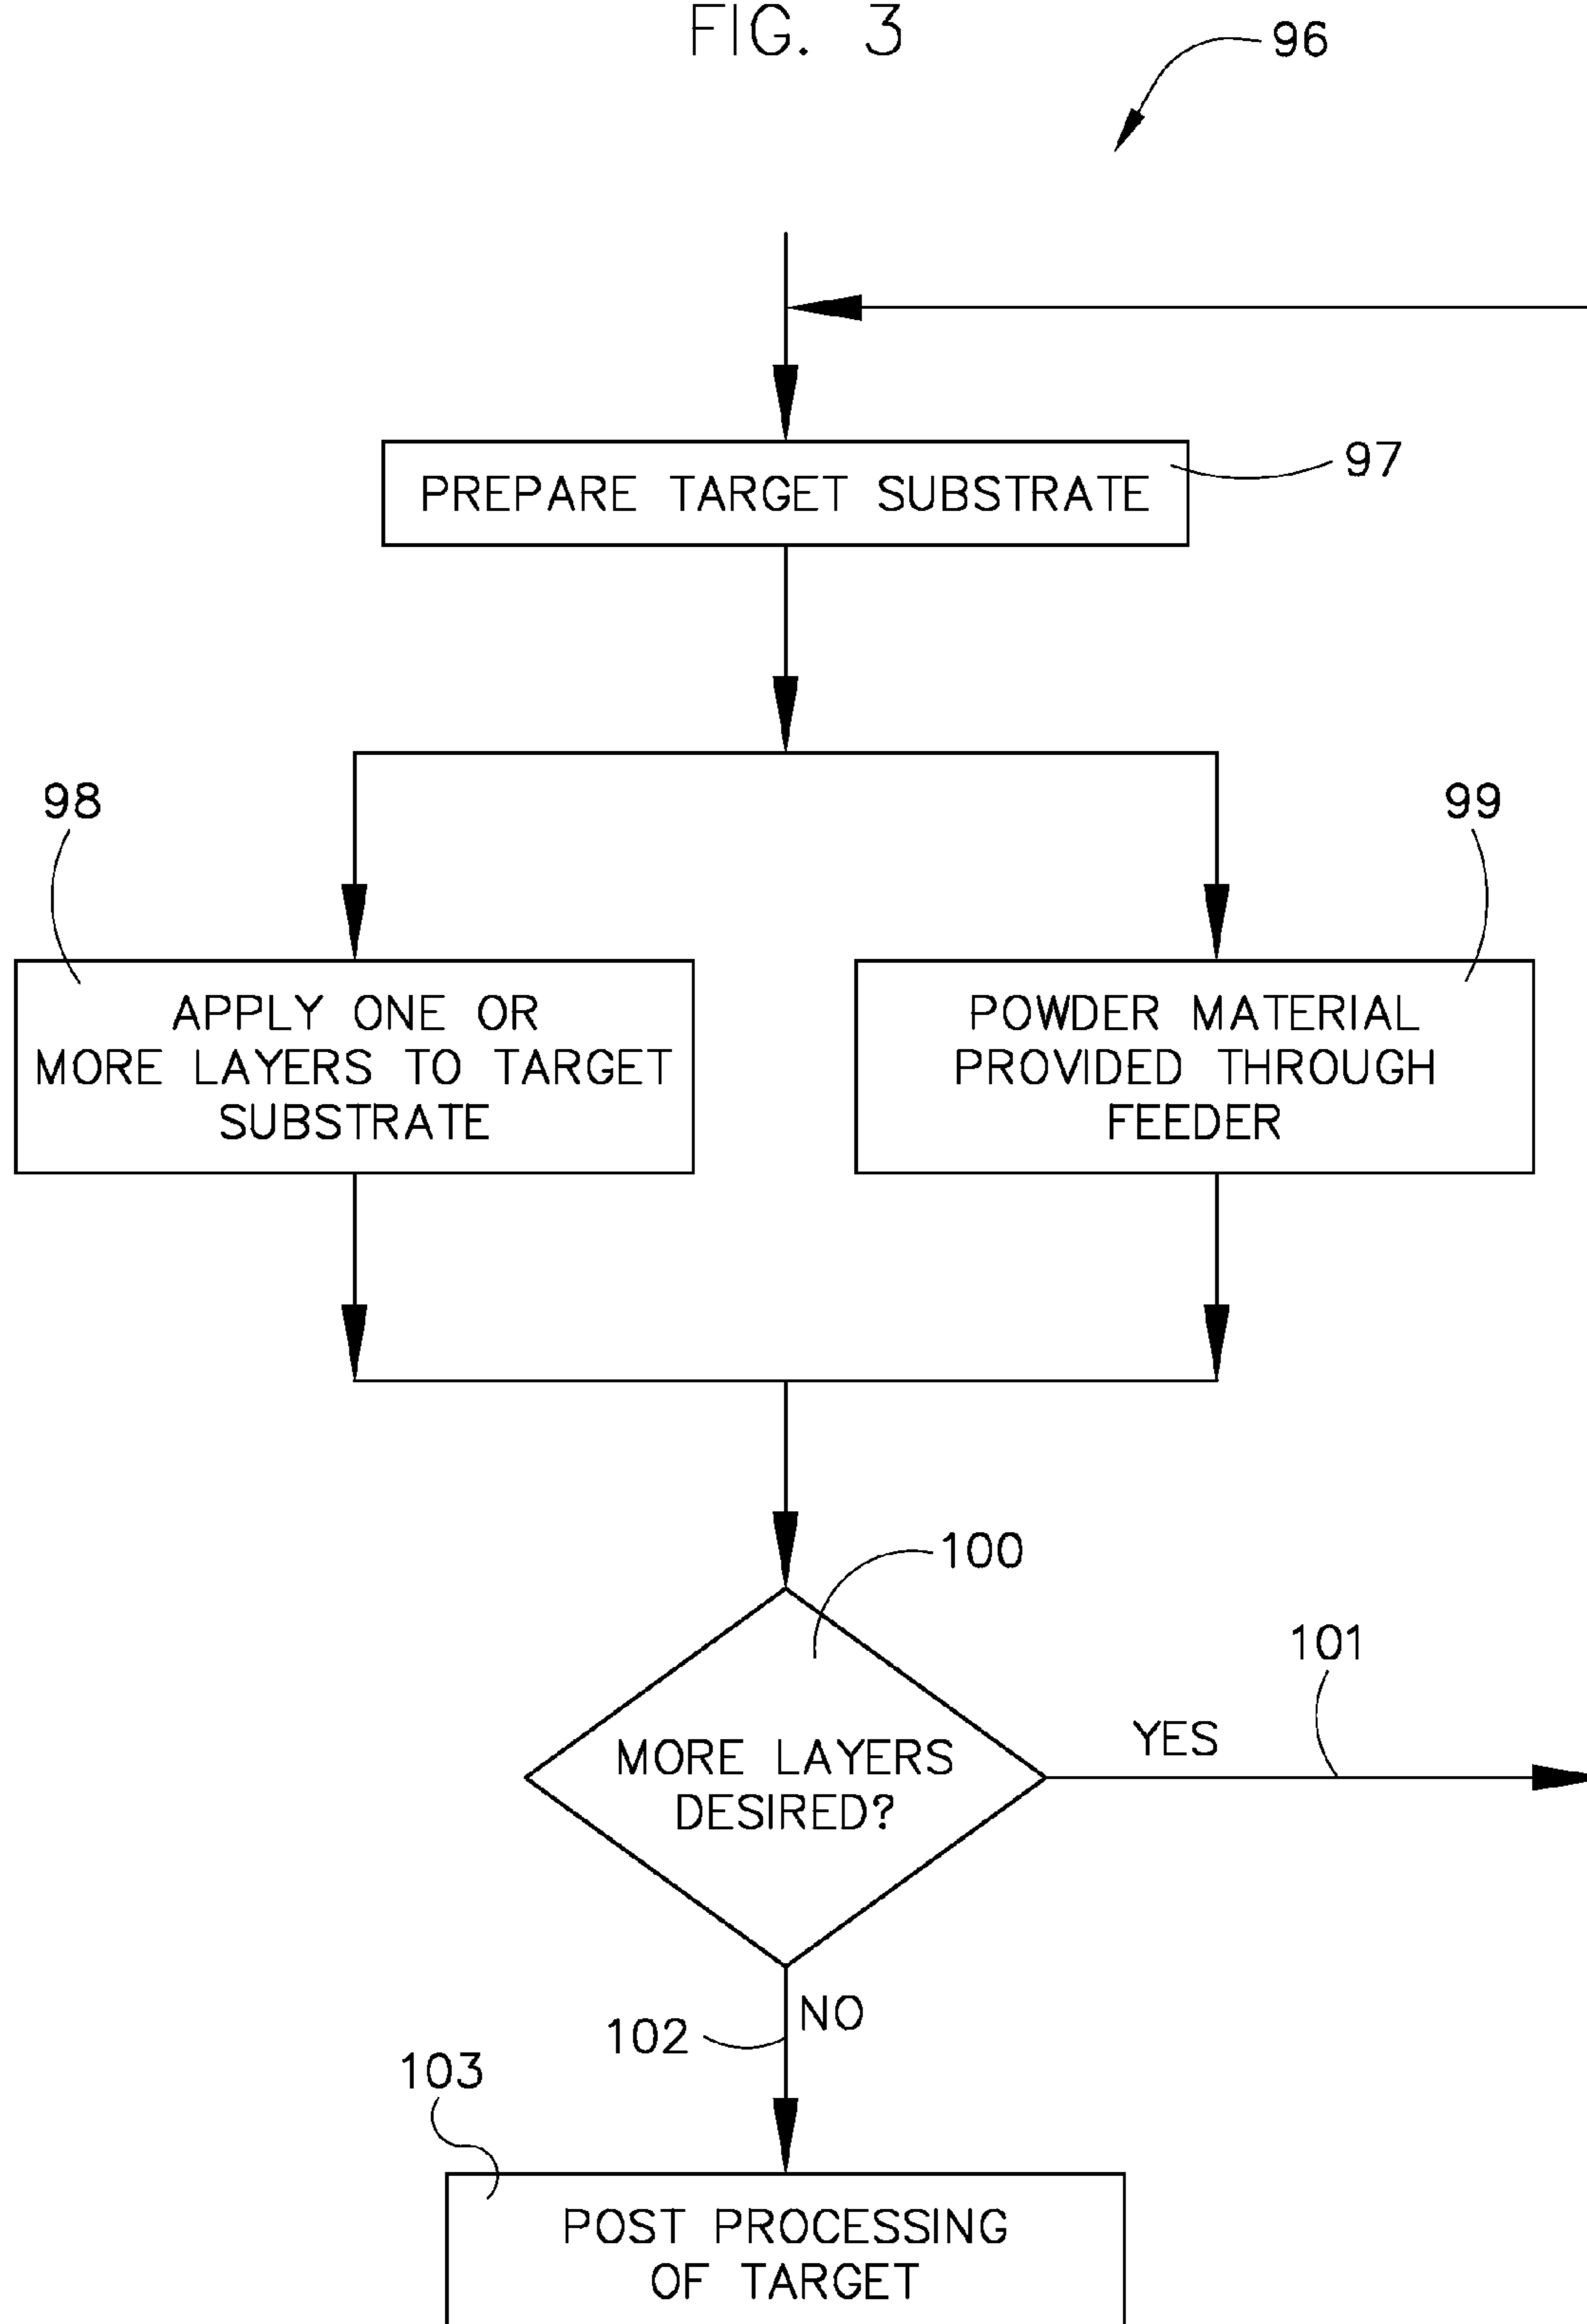 FIG. 3
96
PREPARE TARGET SUBSTRATE
97
98
99
APPLY ONE OR
MORE LAYERS TO TARGET
SUBSTRATE
POWDER MATERIAL
PROVIDED THROUGH
FEEDER
100
MORE LAYERS
DESIRED?
YES
101
NO
102
103
POST PROCESSING
OF TARGET